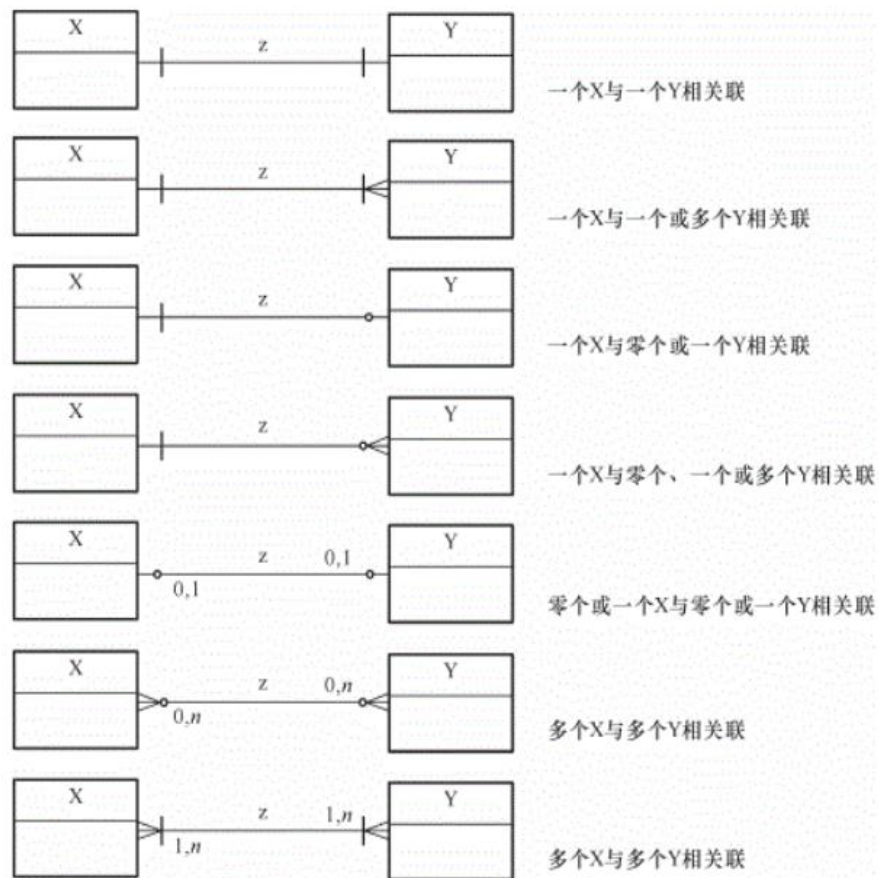 X z Y
一个X与一个Y相关联
X z Y
一个X与一个或多个Y相关联
X z Y
一个X与零个或一个Y相关联
X z Y
一个X与零个、一个或多个Y相关联
X z 0,1 Y
0,1
零个或一个X与零个或一个Y相关联
X z 0,n Y
0,n
多个X与多个Y相关联
X z 1,n Y
1,n
多个X与多个Y相关联